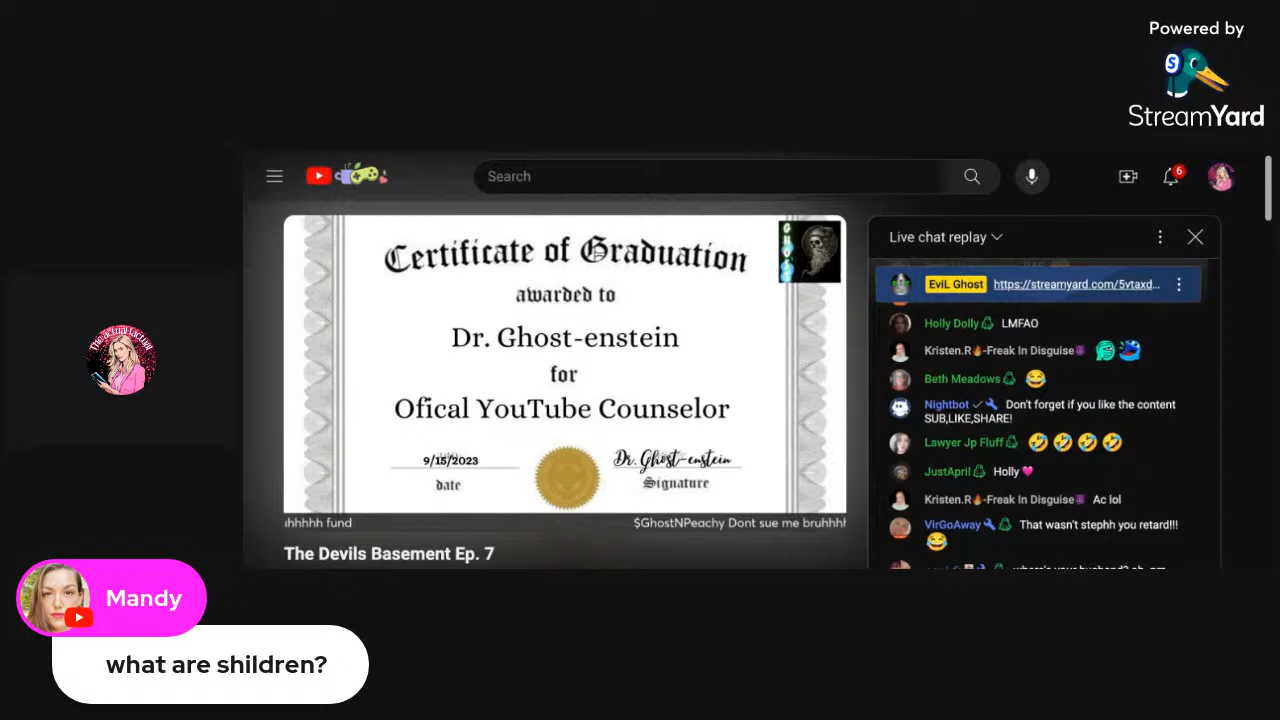 Powered by
StreamYard
Search
6
Certificate of Graduation
awarded to
Dr. Ghost-enstein
for
Ofical YouTube Counselor
9/15/2023
Dr. Ghost-enstein
date
Signature
GHOST
hhhhh fund
$GhostNPeachy Dont sue me bruhhh
The Devils Basement Ep. 7
Live chat replay
EviL Ghost https://streamyard.com/5vtaxd...
Holly Dolly LMFAO
Kristen.R🔥-Freak In Disguise😈
Beth Meadows 😂
Nightbot Don't forget if you like the content
SUB,LIKE,SHARE!
Lawyer Jp Fluff 🤣🤣🤣🤣
JustApril Holly 💗
Kristen.R🔥-Freak In Disguise😈 Ac lol
VirGoAway That wasn't stephh you retard!!!
😂
The actual factual
Mandy
what are shildren?